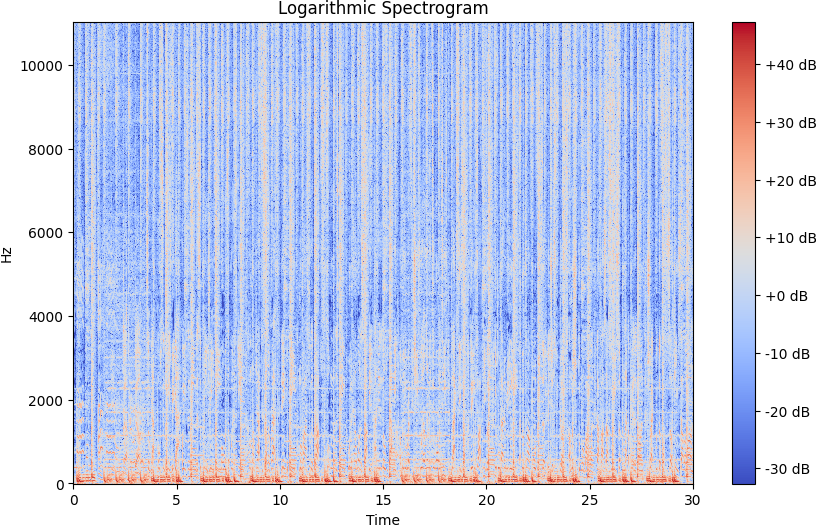 Logarithmic Spectrogram
Hz
10000
8000
6000
4000
2000
0
0 5 10 15 20 25 30
Time
+40 dB
+30 dB
+20 dB
+10 dB
+0 dB
-10 dB
-20 dB
-30 dB